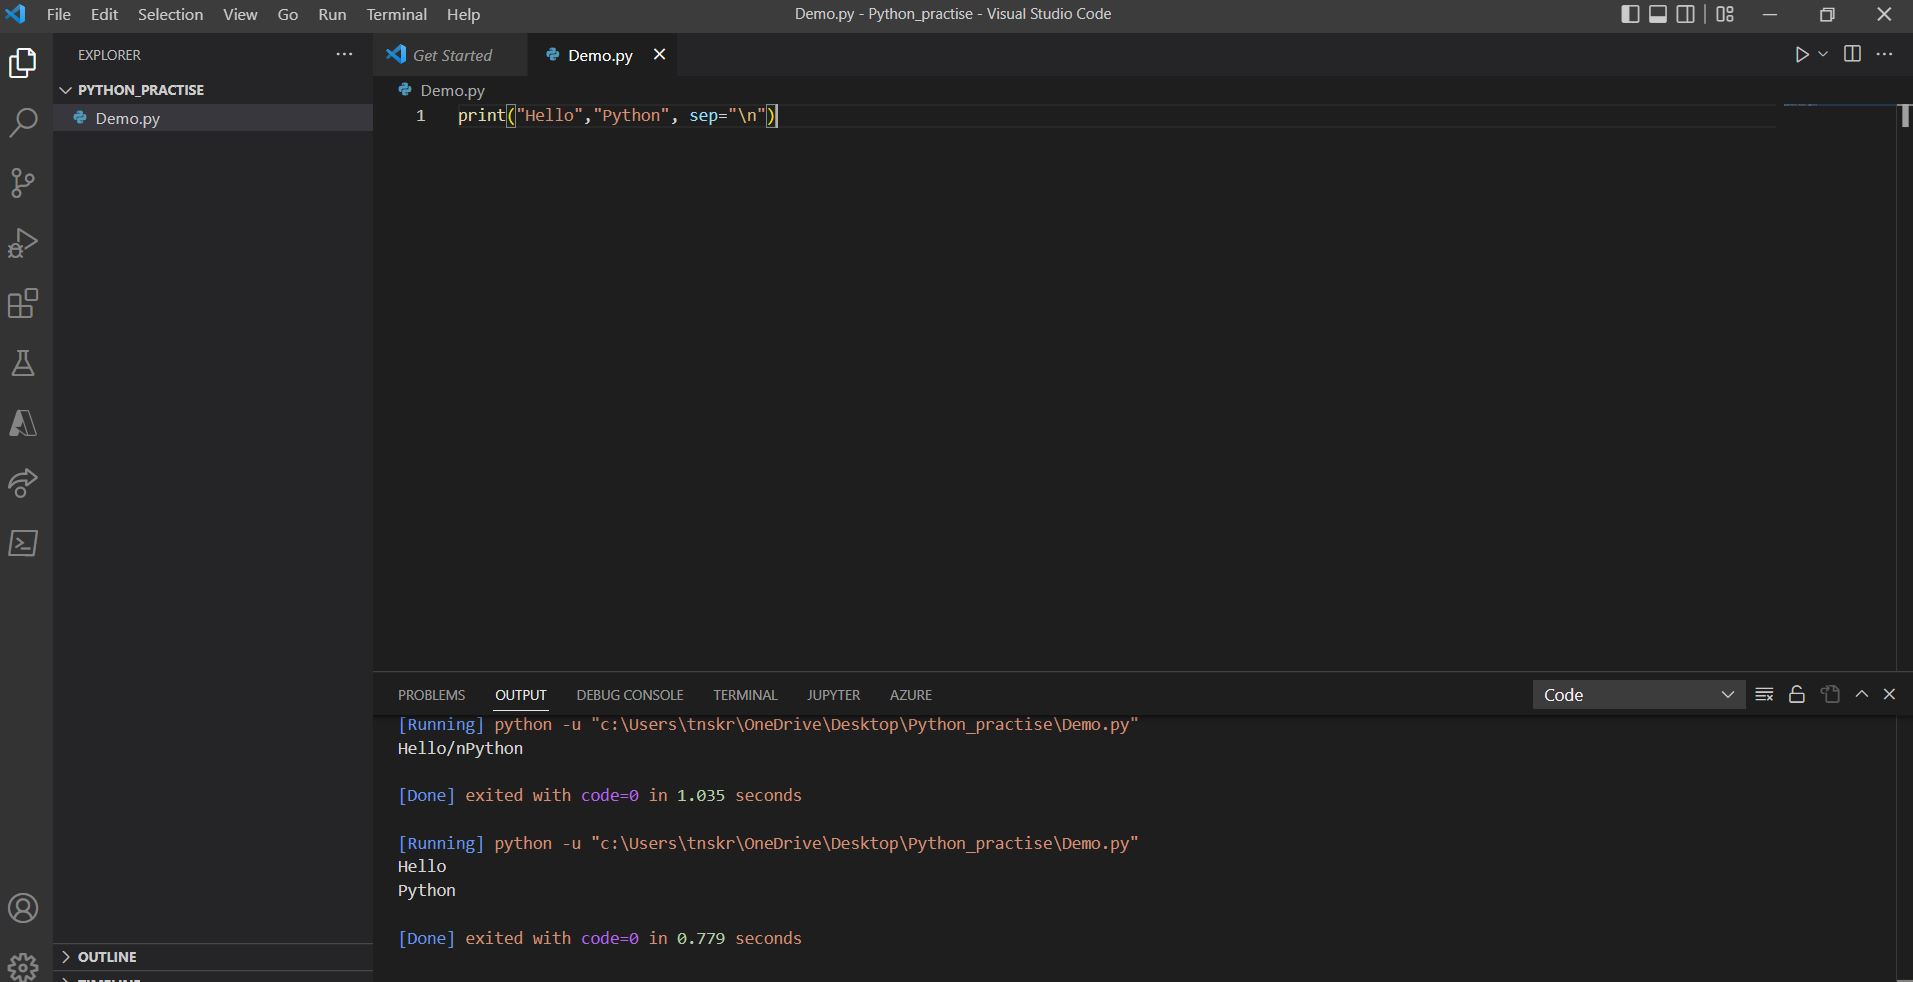 File Edit Selection View Go Run Terminal Help
Demo.py - Python_practise - Visual Studio Code
EXPLORER
PYTHON_PRACTISE
Demo.py
OUTLINE
TIMELINE
Get Started
Demo.py
Demo.py
1 print("Hello","Python", sep="\n")
PROBLEMS OUTPUT DEBUG CONSOLE TERMINAL JUPYTER AZURE
Code
[Running] python -u "c:\Users\tnskr\OneDrive\Desktop\Python_practise\Demo.py"
Hello/nPython
[Done] exited with code=0 in 1.035 seconds
[Running] python -u "c:\Users\tnskr\OneDrive\Desktop\Python_practise\Demo.py"
Hello
Python
[Done] exited with code=0 in 0.779 seconds